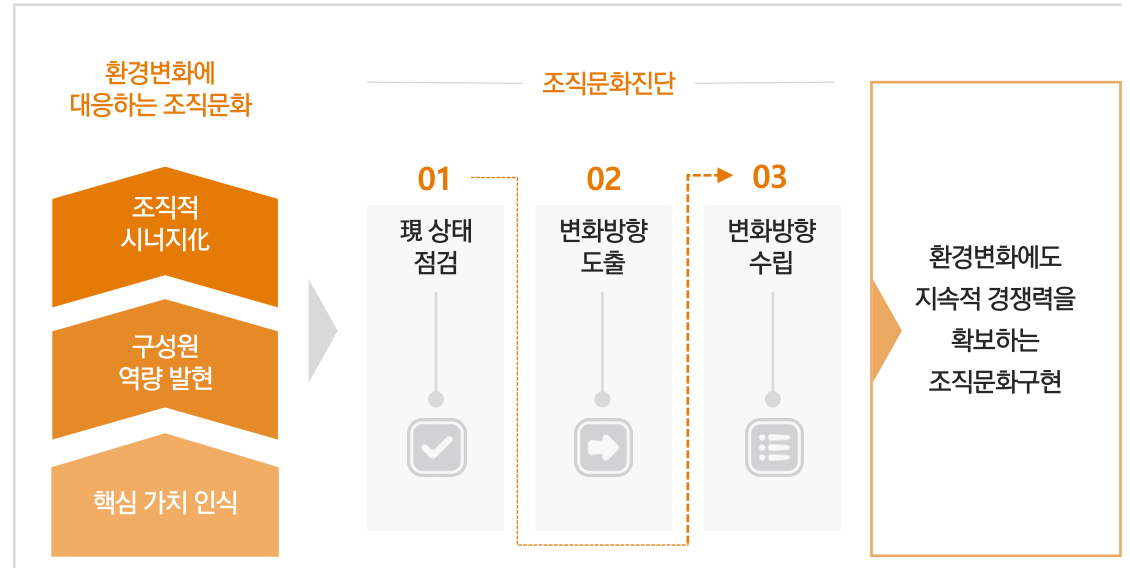 환경변화에
대응하는 조직문화
조직적
시너지化
구성원
역량 발현
핵심 가치 인식
조직문화진단
01
現 상태
점검
02
변화방향
도출
03
변화방향
수립
환경변화에도
지속적 경쟁력을
확보하는
조직문화구현